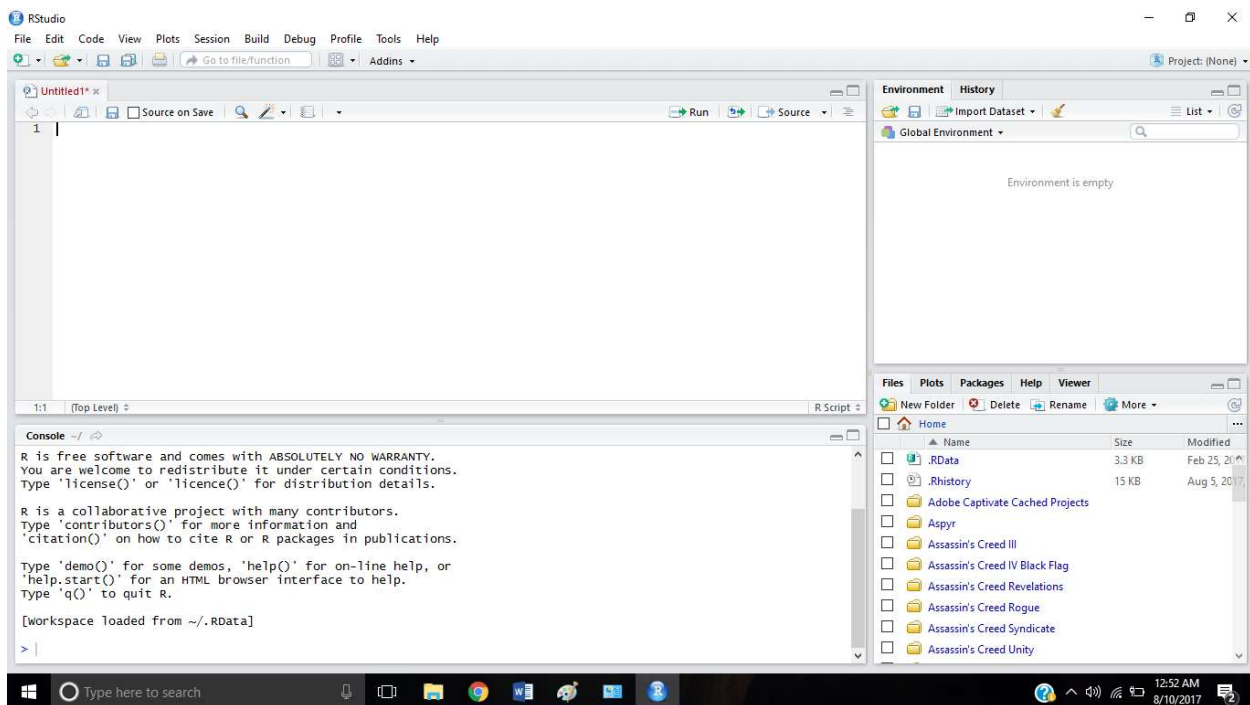 RStudio
File Edit Code View Plots Session Build Debug Profile Tools Help
Go to file/function Addins Project: (None)
Untitled1*
Source on Save Run Source
1
1:1 (Top Level) R Script
Console ~/
R is free software and comes with ABSOLUTELY NO WARRANTY.
You are welcome to redistribute it under certain conditions.
Type 'license()' or 'licence()' for distribution details.
R is a collaborative project with many contributors.
Type 'contributors()' for more information and
'citation()' on how to cite R or R packages in publications.
Type 'demo()' for some demos, 'help()' for on-line help, or
'help.start()' for an HTML browser interface to help.
Type 'q()' to quit R.
[Workspace loaded from ~/.RData]
>
Environment History
Import Dataset List
Global Environment
Environment is empty
Files Plots Packages Help Viewer
New Folder Delete Rename More
Home
Name Size Modified
.RData 3.3 KB Feb 25,
.Rhistory 15 KB Aug 5, 2017,
Adobe Captivate Cached Projects
Aspyr
Assassin's Creed III
Assassin's Creed IV Black Flag
Assassin's Creed Revelations
Assassin's Creed Rogue
Assassin's Creed Syndicate
Assassin's Creed Unity
Type here to search
12:52 AM
8/10/2017
2